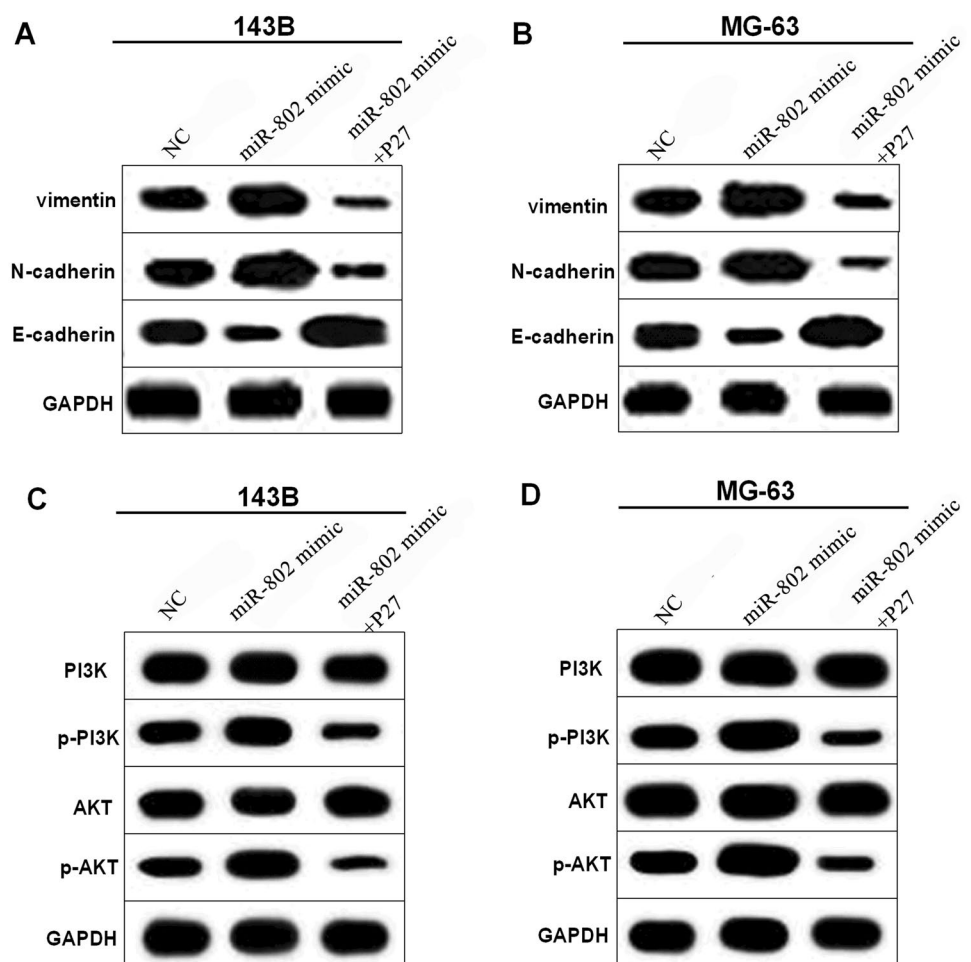 A
143B
NC
miR-802 mimic
miR-802 mimic
+P27
vimentin
N-cadherin
E-cadherin
GAPDH
B
MG-63
NC
miR-802 mimic
miR-802 mimic
+P27
vimentin
N-cadherin
E-cadherin
GAPDH
C
143B
NC
miR-802 mimic
miR-802 mimic
+P27
PI3K
p-PI3K
AKT
p-AKT
GAPDH
D
MG-63
NC
miR-802 mimic
miR-802 mimic
+P27
PI3K
p-PI3K
AKT
p-AKT
GAPDH